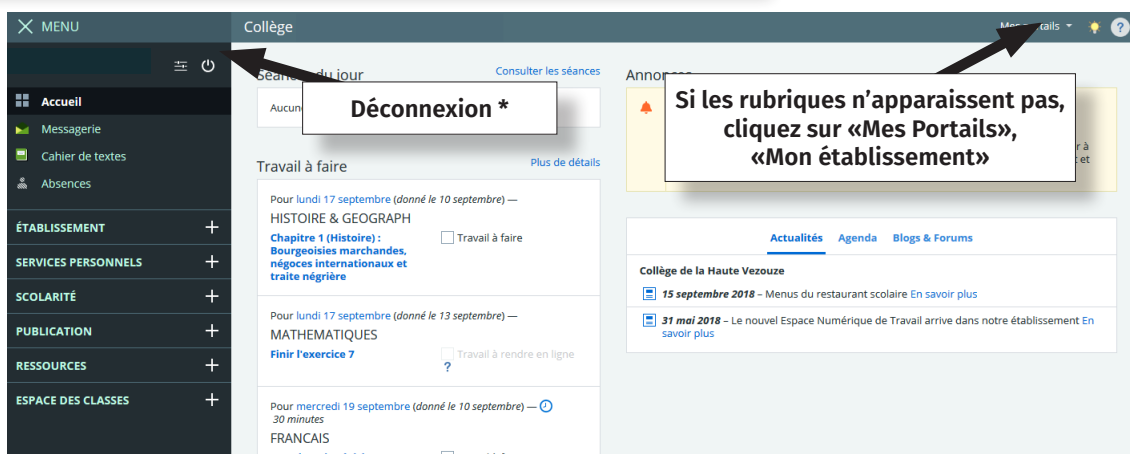 MENU
Collège
Accueil
Messagerie
Cahier de textes
Absences
ÉTABLISSEMENT
SERVICES PERSONNELS
SCOLARITÉ
PUBLICATION
RESSOURCES
ESPACE DES CLASSES
du jour
Consulter les séances
Déconnexion *
Travail à faire
Plus de détails
Pour lundi 17 septembre (donné le 10 septembre) —
HISTOIRE & GEOGRAPH
Chapitre 1 (Histoire) :
Bourgeoisies marchandes,
négoces internationaux et
traite négrière
Travail à faire
Pour lundi 17 septembre (donné le 13 septembre) —
MATHEMATIQUES
Finir l'exercice 7
Travail à rendre en ligne
?
Pour mercredi 19 septembre (donné le 10 septembre) —
30 minutes
FRANCAIS
?
Si les rubriques n’apparaissent pas,
cliquez sur «Mes Portails»,
«Mon établissement»
à
et
Actualités Agenda Blogs & Forums
Collège de la Haute Vezouze
15 septembre 2018 – Menus du restaurant scolaire En savoir plus
31 mai 2018 – Le nouvel Espace Numérique de Travail arrive dans notre établissement En
savoir plus